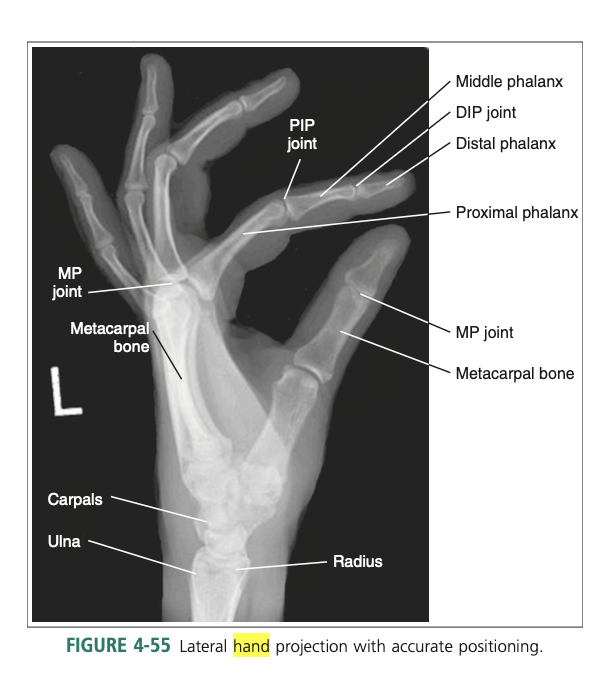 Middle phalanx
DIP joint
PIP
joint
Distal phalanx
Proximal phalanx
MP
joint
Metacarpal
bone
MP joint
Metacarpal bone
L
Carpals
Ulna
Radius
FIGURE 4-55 Lateral hand projection with accurate positioning.